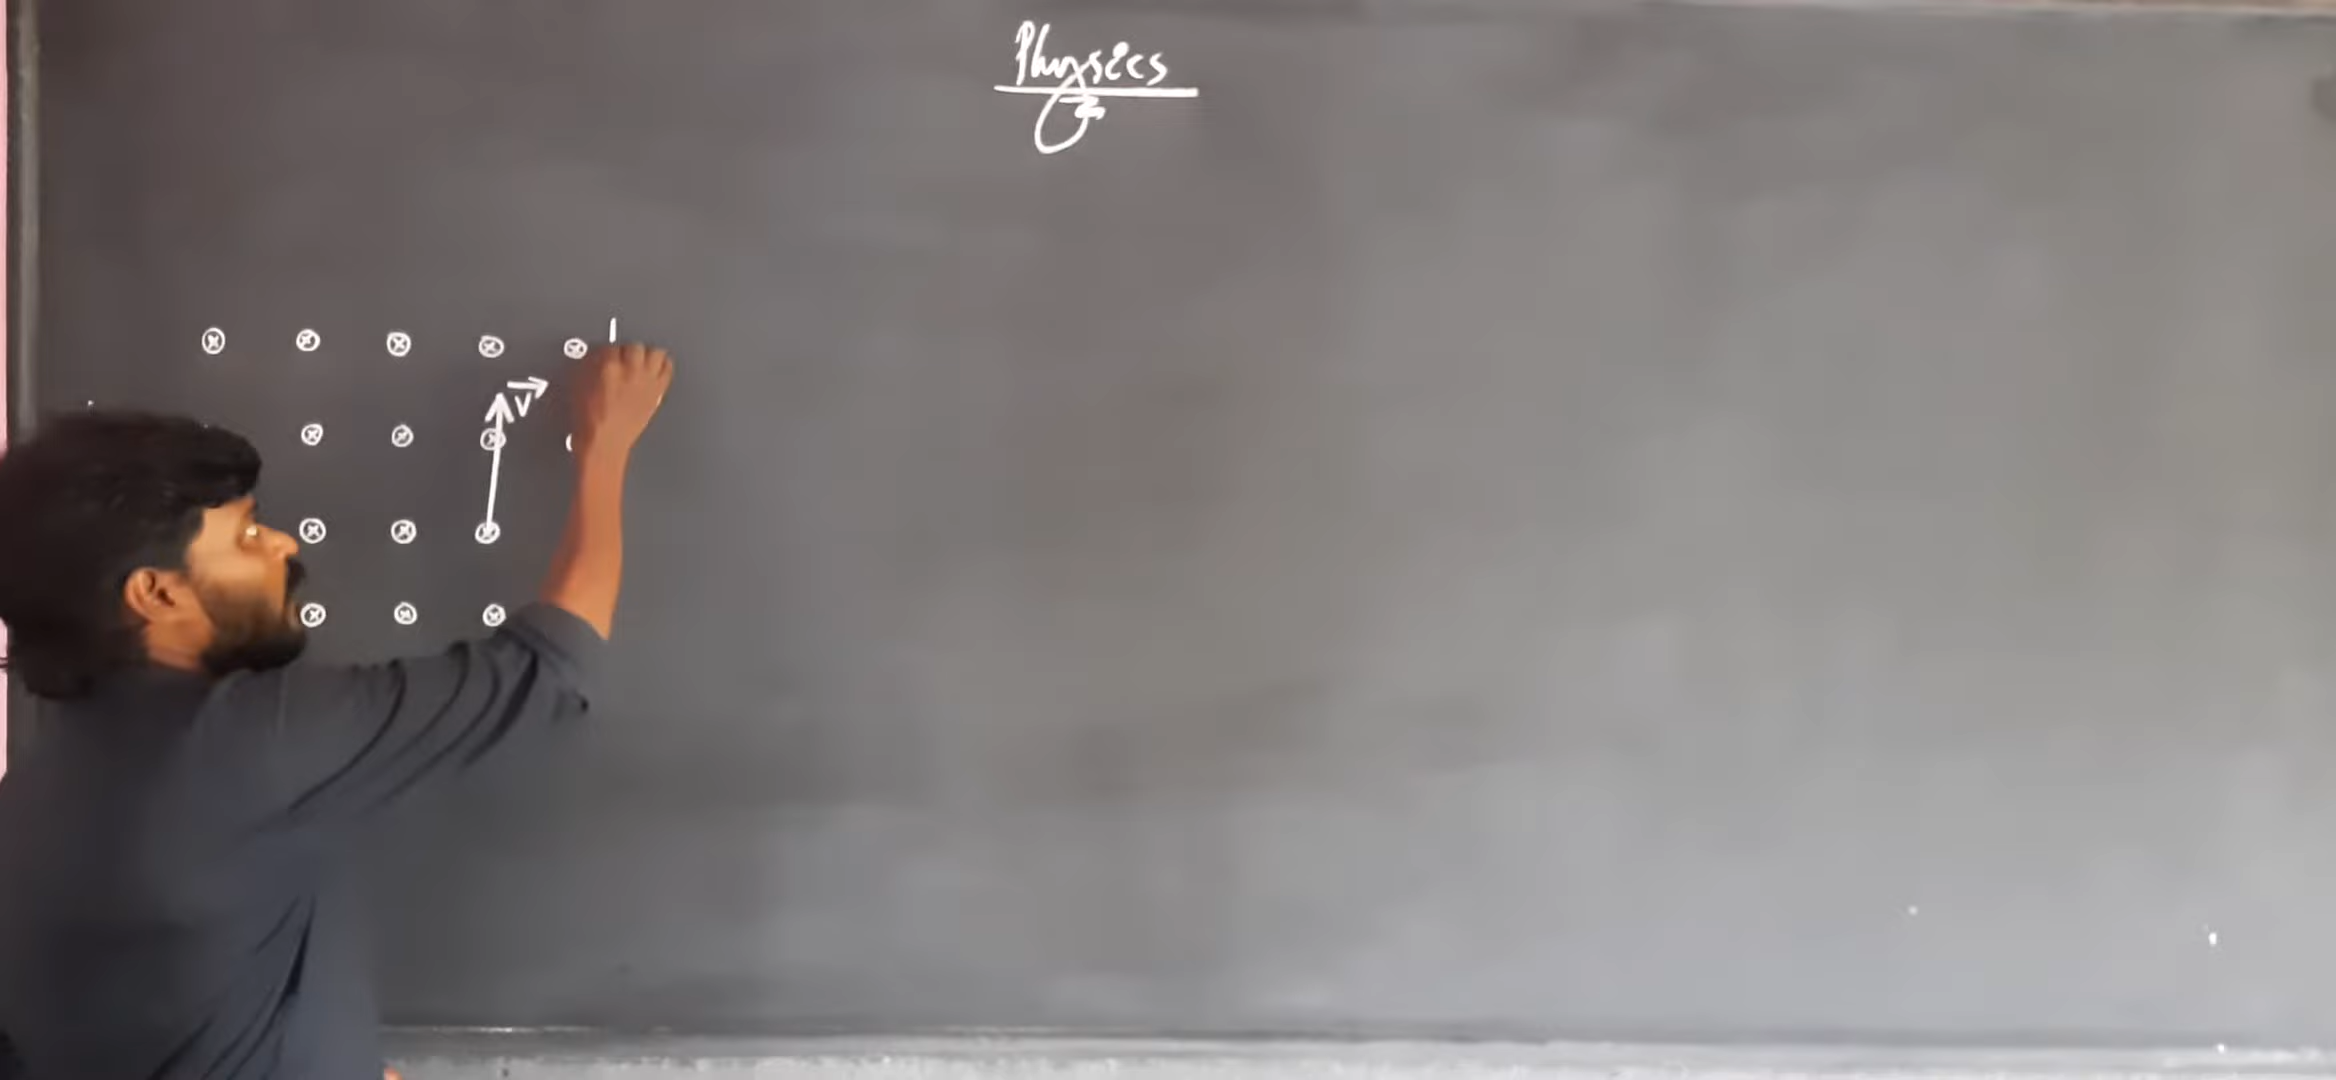 Physics
⊗ ⊗ ⊗ ⊗ ⊗
V
⊗ ⊗ ⊗
⊗ ⊗ ⊗
⊗ ⊗ ⊗